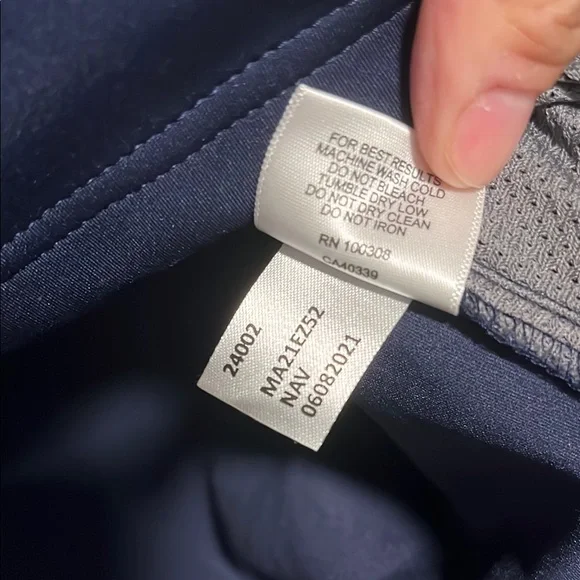 FOR BEST RESULTS
MACHINE WASH COLD
DO NOT BLEACH
TUMBLE DRY LOW
DO NOT DRY CLEAN
DO NOT IRON
RN 100308
CA40339
24002
MA21EZ52
NAV
06082021